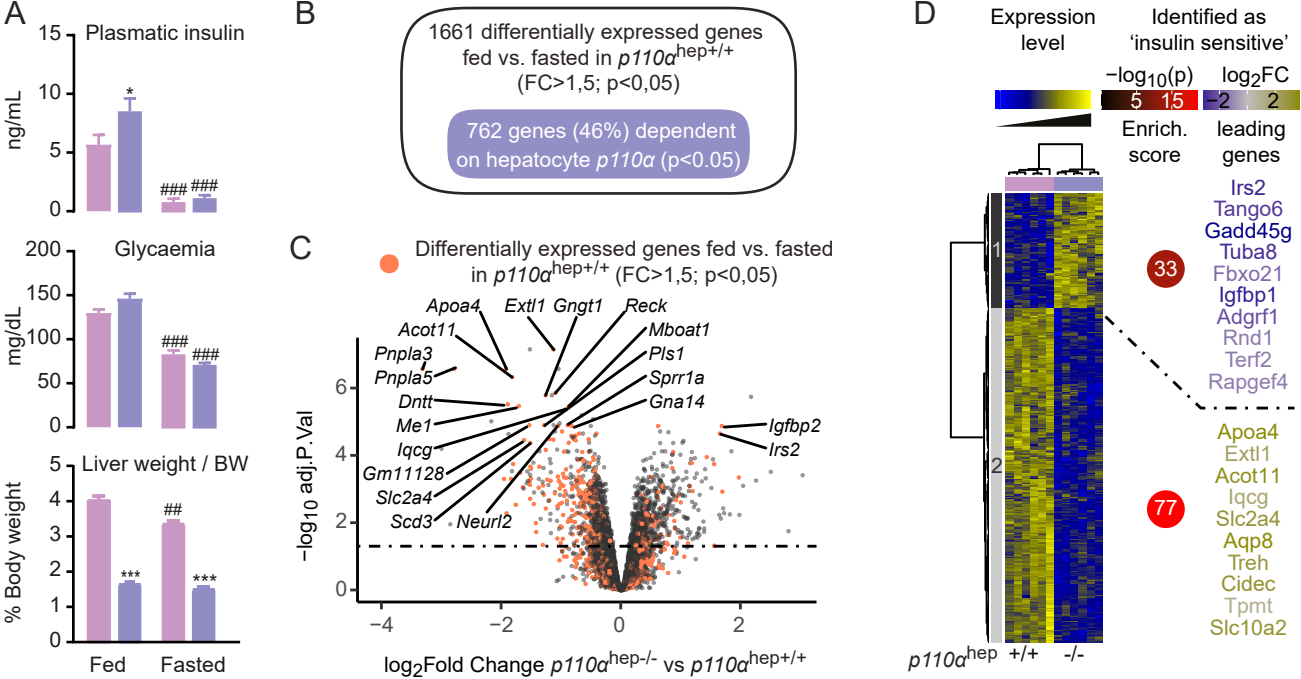 A
Plasmatic insulin
ng/mL
15
10
5
0
*
###
###
Glycaemia
mg/dL
200
150
100
50
0
###
###
Liver weight / BW
% Body weight
5
4
3
2
1
0
***
##
***
Fed
Fasted
B
1661 differentially expressed genes
fed vs. fasted in p110α^hep+/+
(FC>1,5; p<0,05)
762 genes (46%) dependent
on hepatocyte p110α (p<0.05)
C
Differentially expressed genes fed vs. fasted
in p110α^hep+/+ (FC>1,5; p<0,05)
Apoa4
Extl1
Gngt1
Reck
Acot11
Mboat1
Pnpla3
Pls1
Pnpla5
Sprr1a
Dntt
Gna14
Me1
Igfbp2
Iqcg
Irs2
Gm11128
Slc2a4
Scd3
Neurl2
−log10 adj.P.Val
6
4
2
0
−4
−2
0
2
log2Fold Change p110α^hep-/- vs p110α^hep+/+
D
Expression
level
Identified as
‘insulin sensitive’
−log10(p)
log2FC
5
15
−2
2
Enrich.
score
leading
genes
1
33
Irs2
Tango6
Gadd45g
Tuba8
Fbxo21
Igfbp1
Adgrf1
Rnd1
Terf2
Rapgef4
2
77
Apoa4
Extl1
Acot11
Iqcg
Slc2a4
Aqp8
Treh
Cidec
Tpmt
Slc10a2
p110α^hep
+/+
-/-